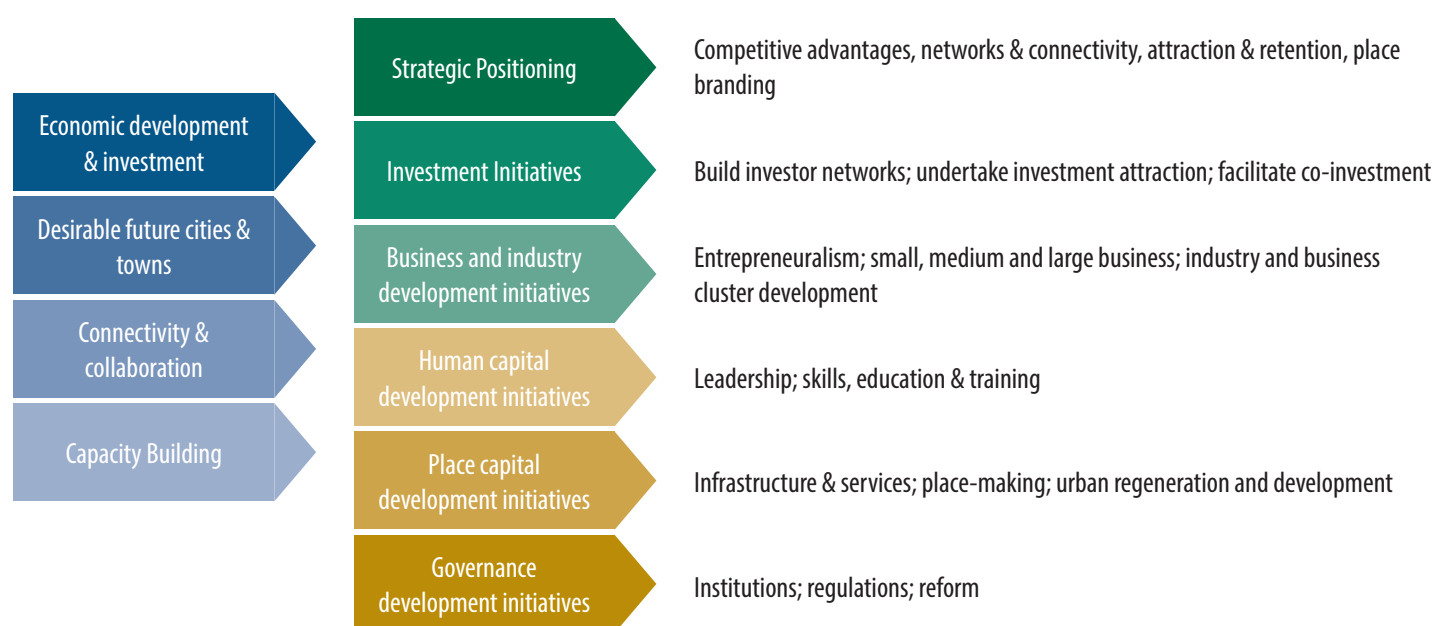 Economic development
& investment
Desirable future cities &
towns
Connectivity &
collaboration
Capacity Building
Strategic Positioning
Competitive advantages, networks & connectivity, attraction & retention, place
branding
Investment Initiatives
Build investor networks; undertake investment attraction; facilitate co-investment
Business and industry
development initiatives
Entrepreneuralism; small, medium and large business; industry and business
cluster development
Human capital
development initiatives
Leadership; skills, education & training
Place capital
development initiatives
Infrastructure & services; place-making; urban regeneration and development
Governance
development initiatives
Institutions; regulations; reform